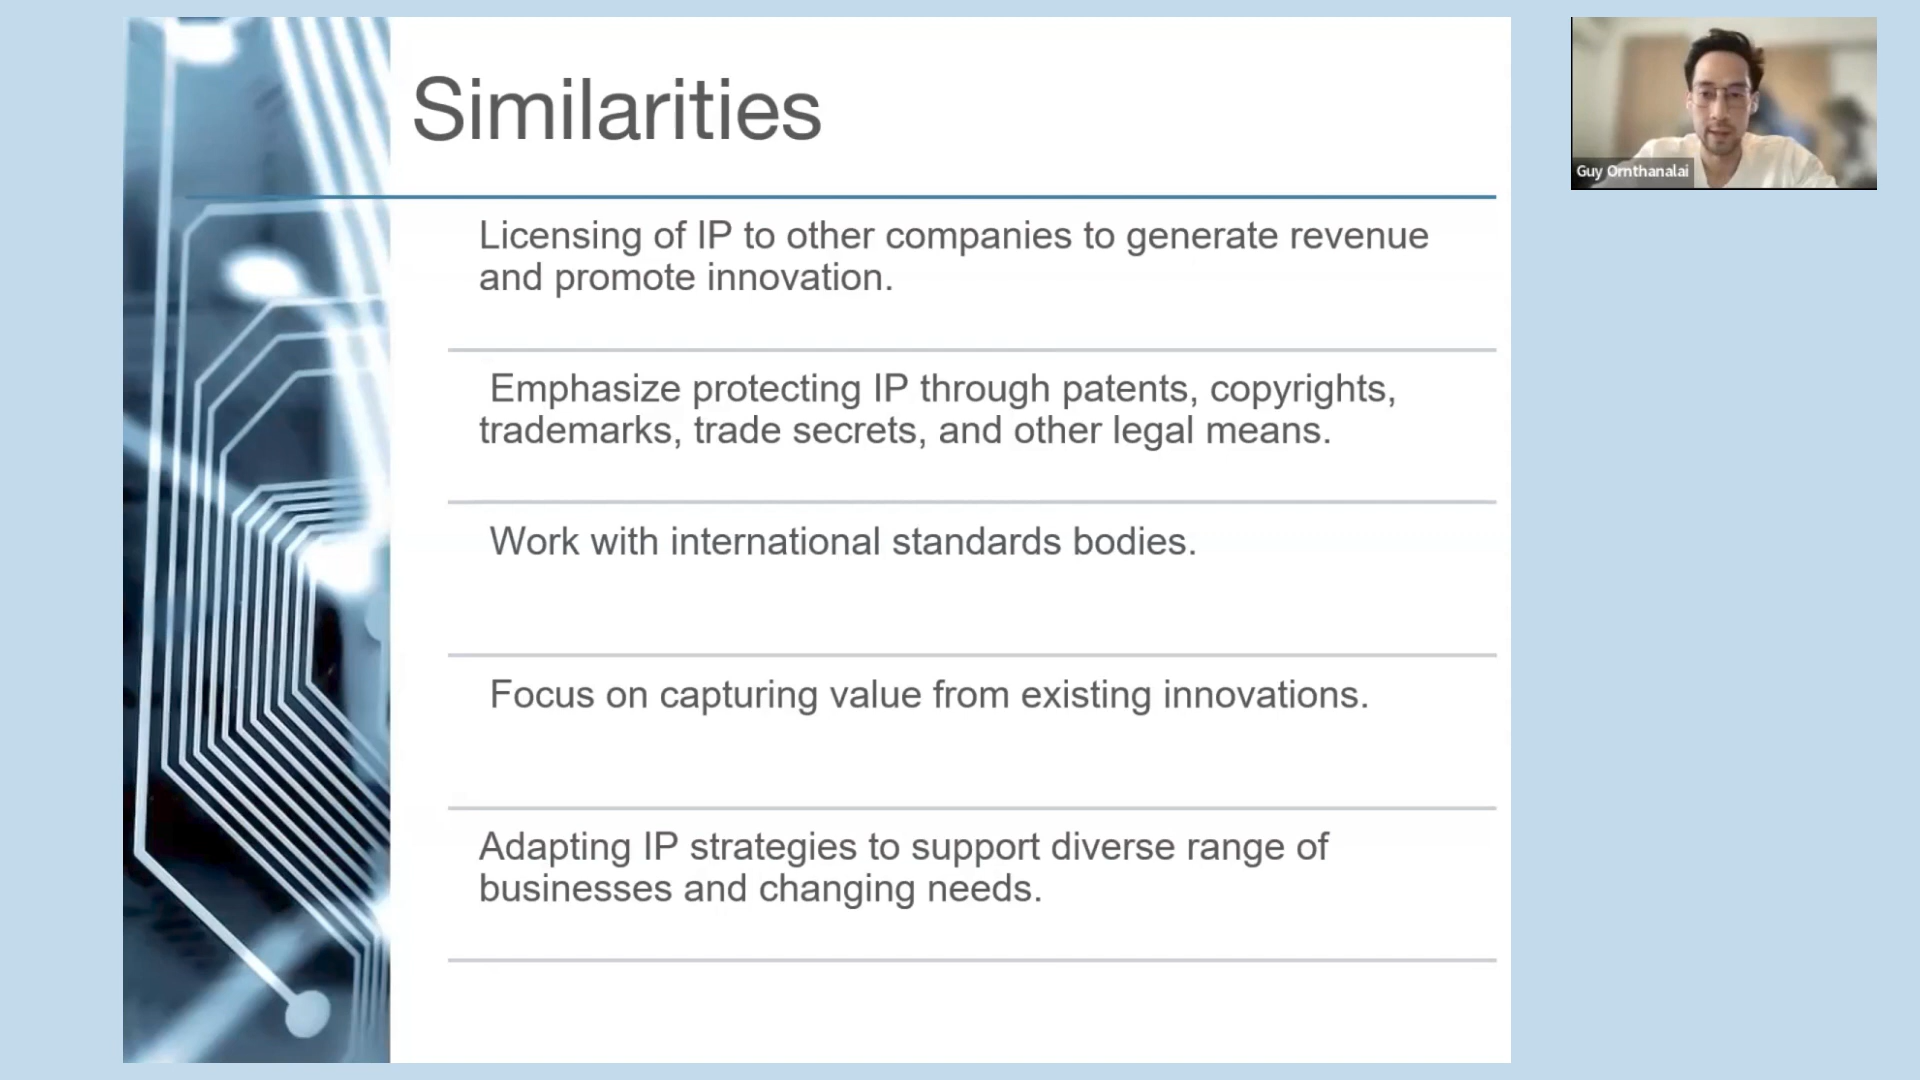 Similarities
Licensing of IP to other companies to generate revenue
and promote innovation.
Emphasize protecting IP through patents, copyrights,
trademarks, trade secrets, and other legal means.
Work with international standards bodies.
Focus on capturing value from existing innovations.
Adapting IP strategies to support diverse range of
businesses and changing needs.
Guy Ornthanalai